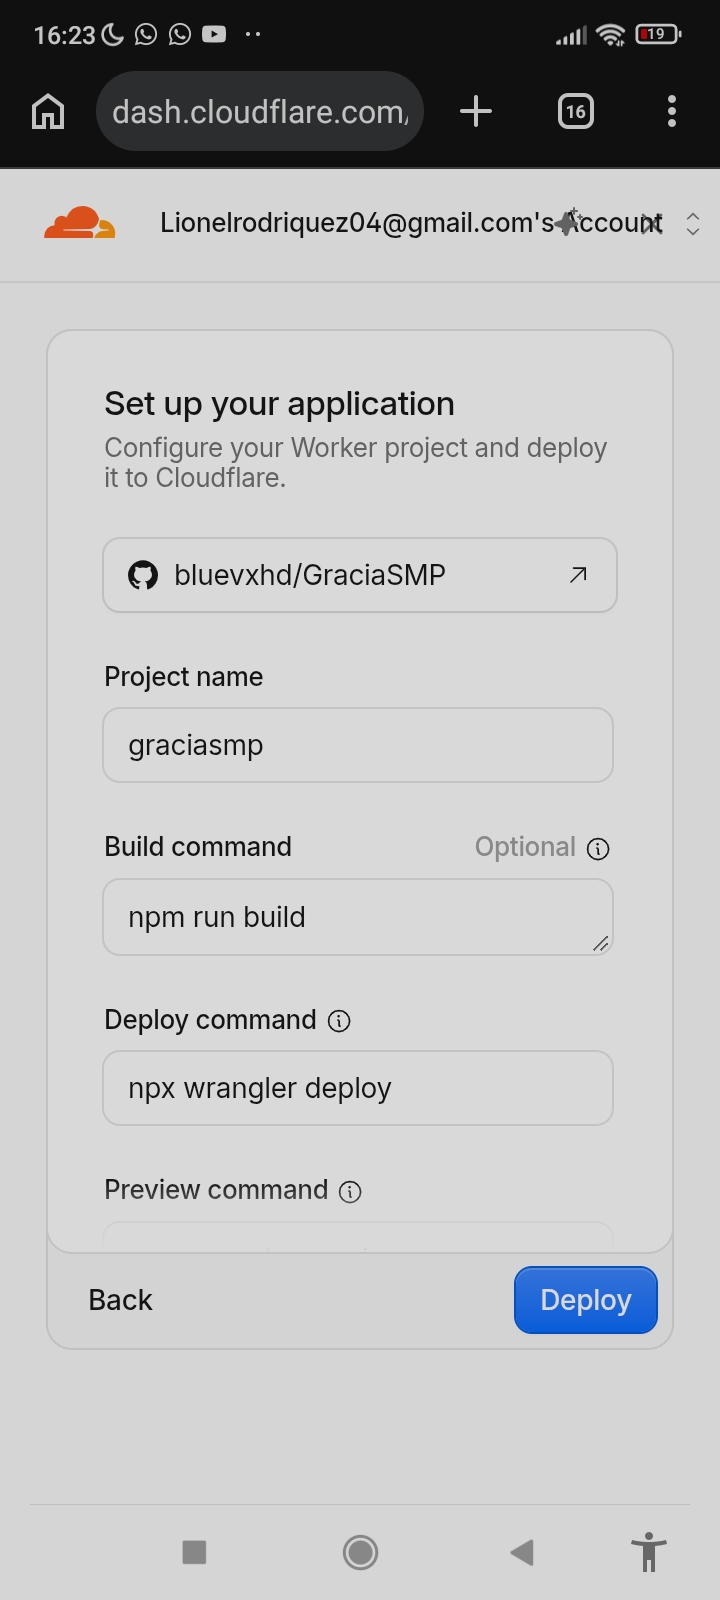 16:23
19
dash.cloudflare.com/
16
Lionelrodriquez04@gmail.com's Account
Set up your application
Configure your Worker project and deploy
it to Cloudflare.
bluevxhd/GraciaSMP
Project name
graciasmp
Build command Optional
npm run build
Deploy command
npx wrangler deploy
Preview command
Back Deploy